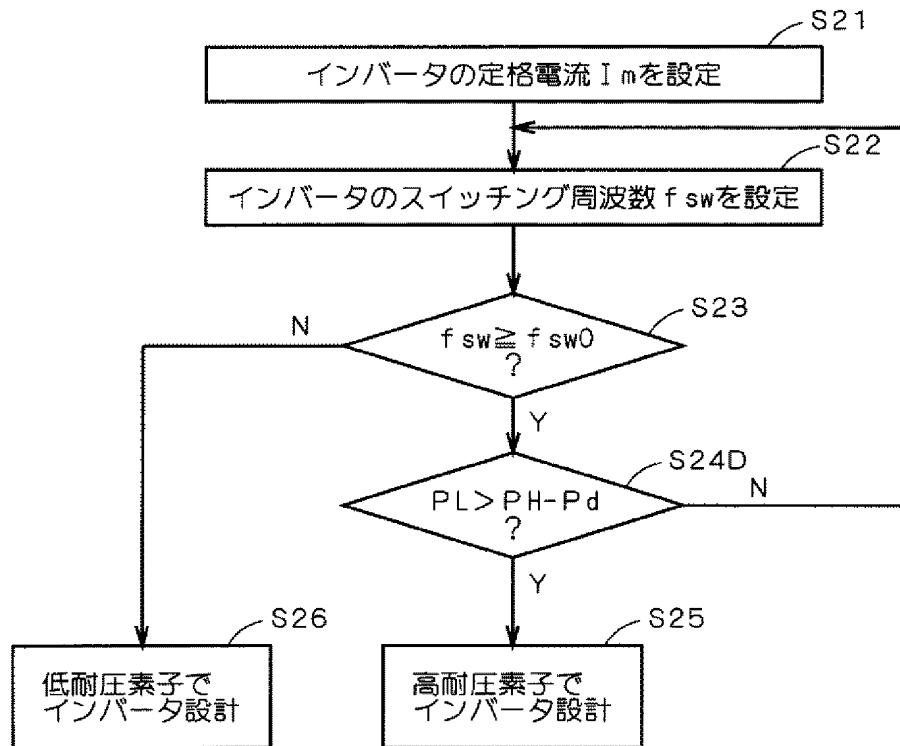 S21
インバータの定格電流Imを設定
S22
インバータのスイッチング周波数fswを設定
S23
N
fsw≧fsw0
?
Y
S24D
N
PL>PH-Pd
?
Y
S26
S25
低耐圧素子で
インバータ設計
高耐圧素子で
インバータ設計